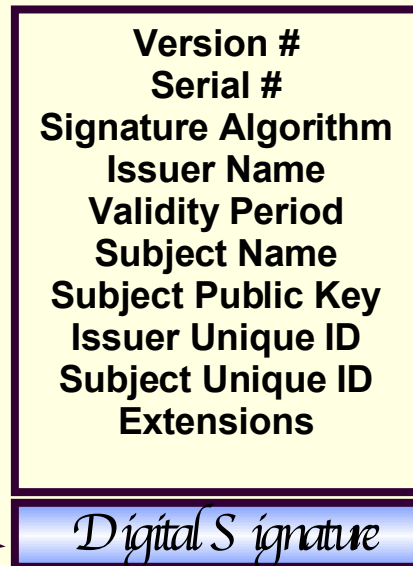 Version #
Serial #
Signature Algorithm
Issuer Name
Validity Period
Subject Name
Subject Public Key
Issuer Unique ID
Subject Unique ID
Extensions
Digital Signature